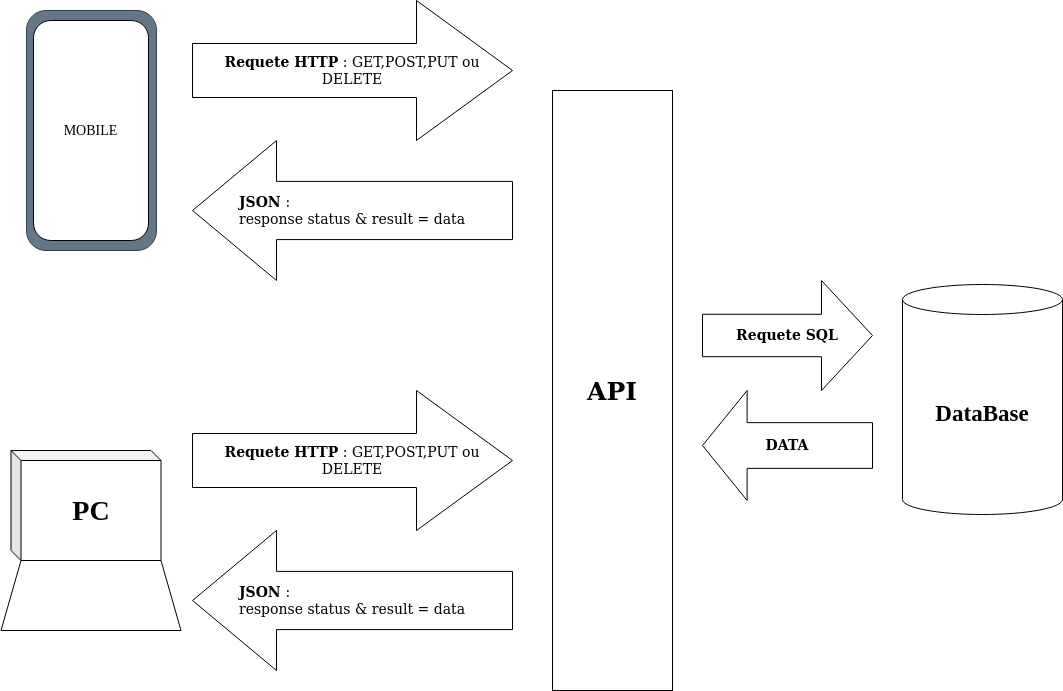 MOBILE
Requete HTTP : GET,POST,PUT ou
DELETE
JSON :
response status & result = data
API
Requete SQL
DATA
DataBase
PC
Requete HTTP : GET,POST,PUT ou
DELETE
JSON :
response status & result = data